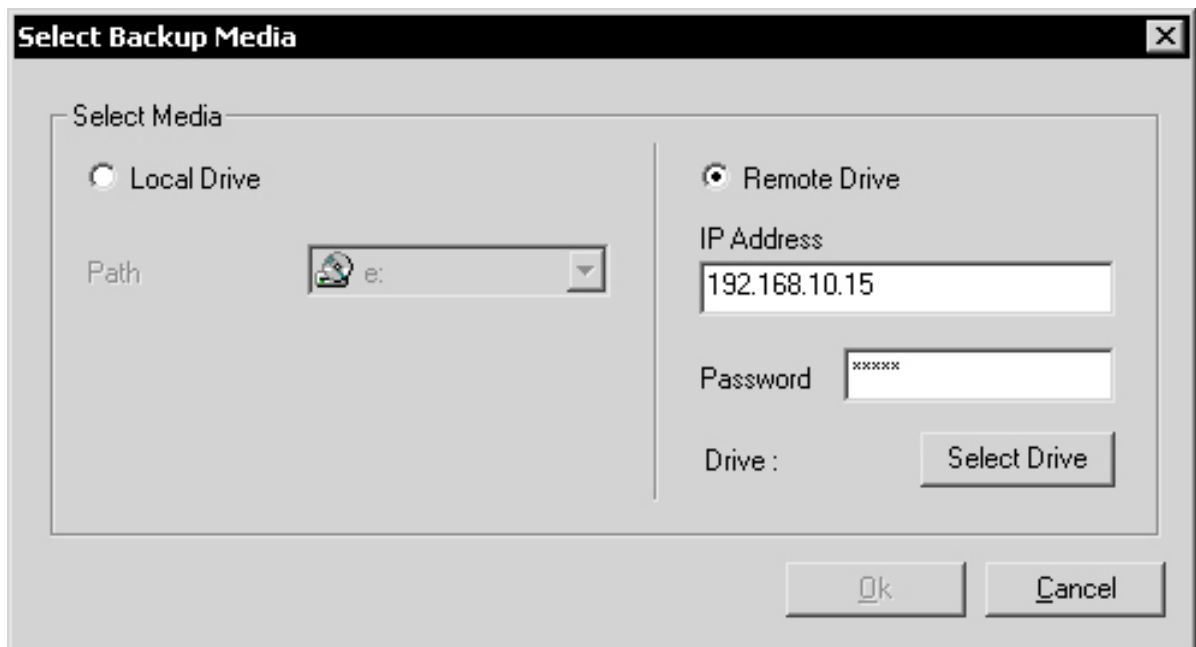 Select Backup Media
Select Media
Local Drive
Path
e:
Remote Drive
IP Address
192.168.10.15
Password
xxxxx
Drive :
Select Drive
Ok
Cancel